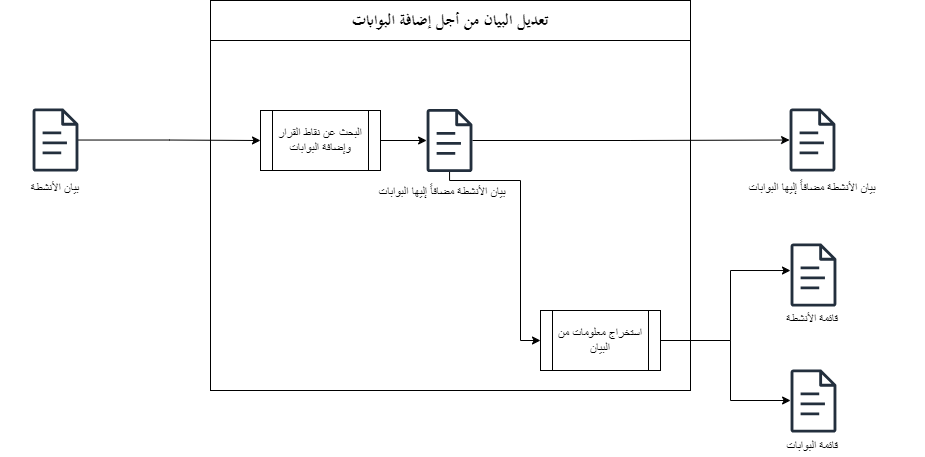 تعديل البيان من أجل إضافة البوابات
بيان الأنشطة
البحث عن نقاط القرار
وإضافة البوابات
بيان الأنشطة مضافاً إليها البوابات
بيان الأنشطة مضافاً إليها البوابات
استخراج معلومات من
البيان
قائمة الأنشطة
قائمة البوابات